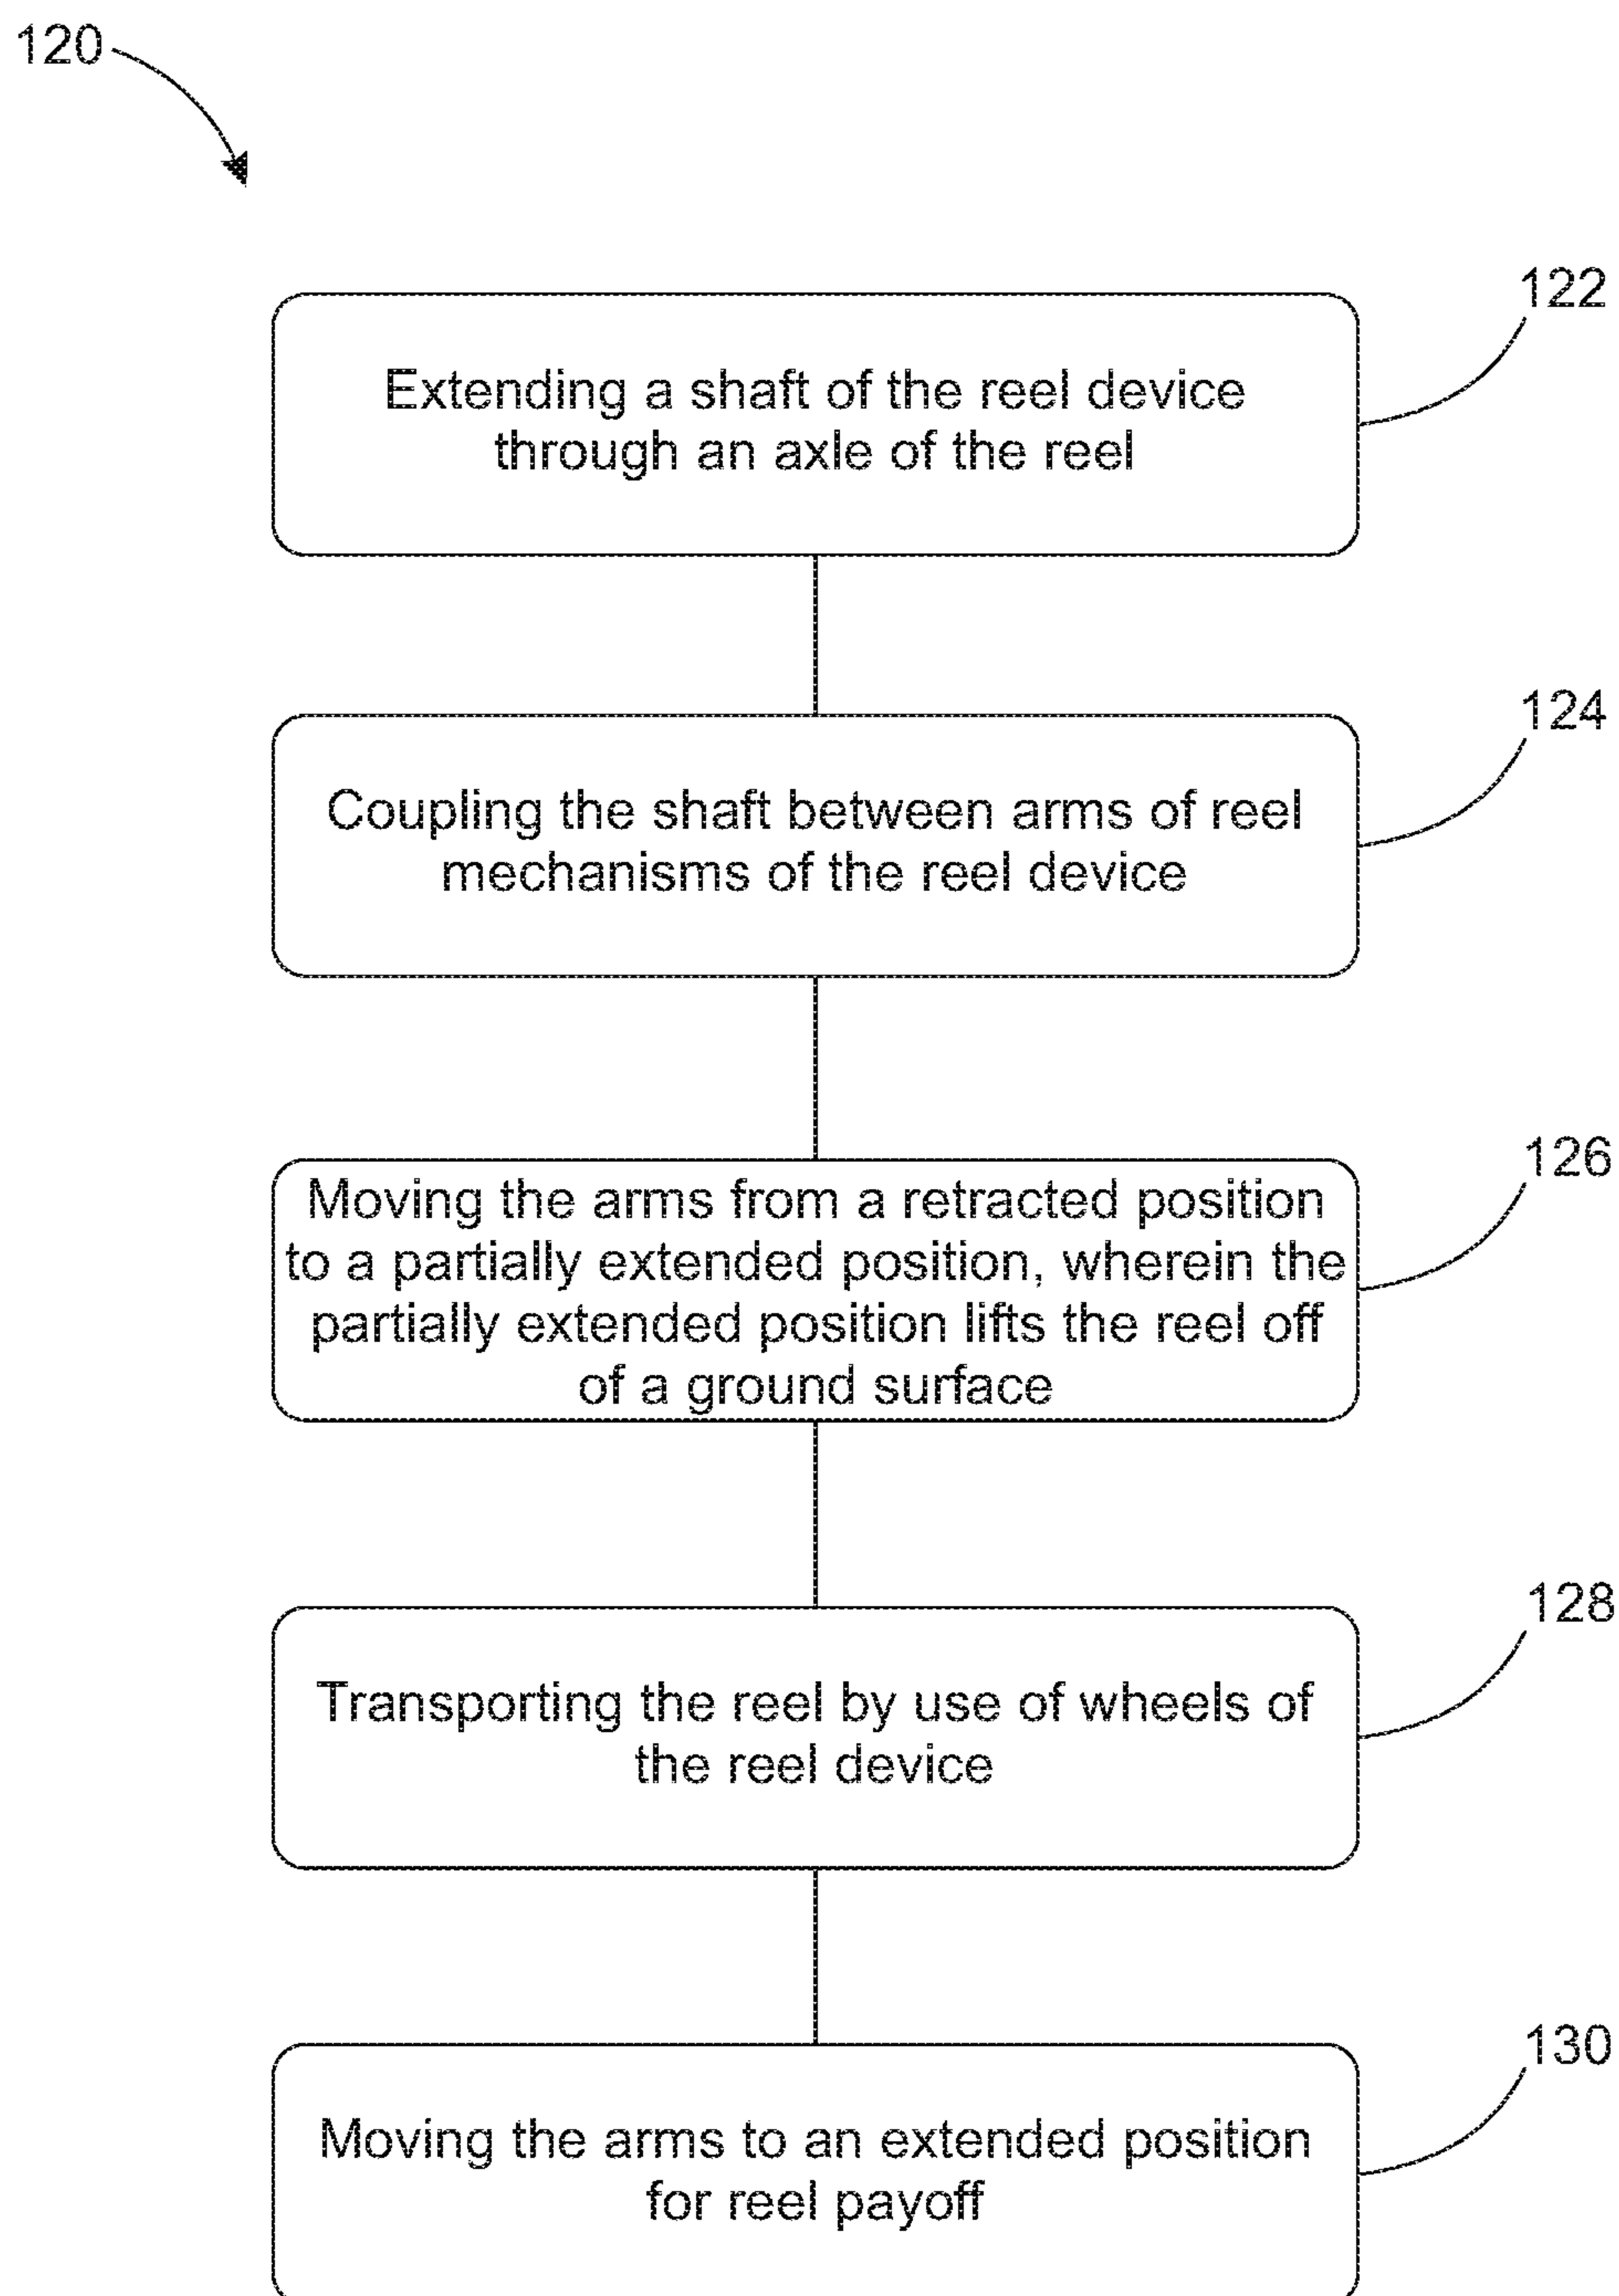 120
122
Extending a shaft of the reel device
through an axle of the reel
124
Coupling the shaft between arms of reel
mechanisms of the reel device
126
Moving the arms from a retracted position
to a partially extended position, wherein the
partially extended position lifts the reel off
of a ground surface
128
Transporting the reel by use of wheels of
the reel device
130
Moving the arms to an extended position
for reel payoff